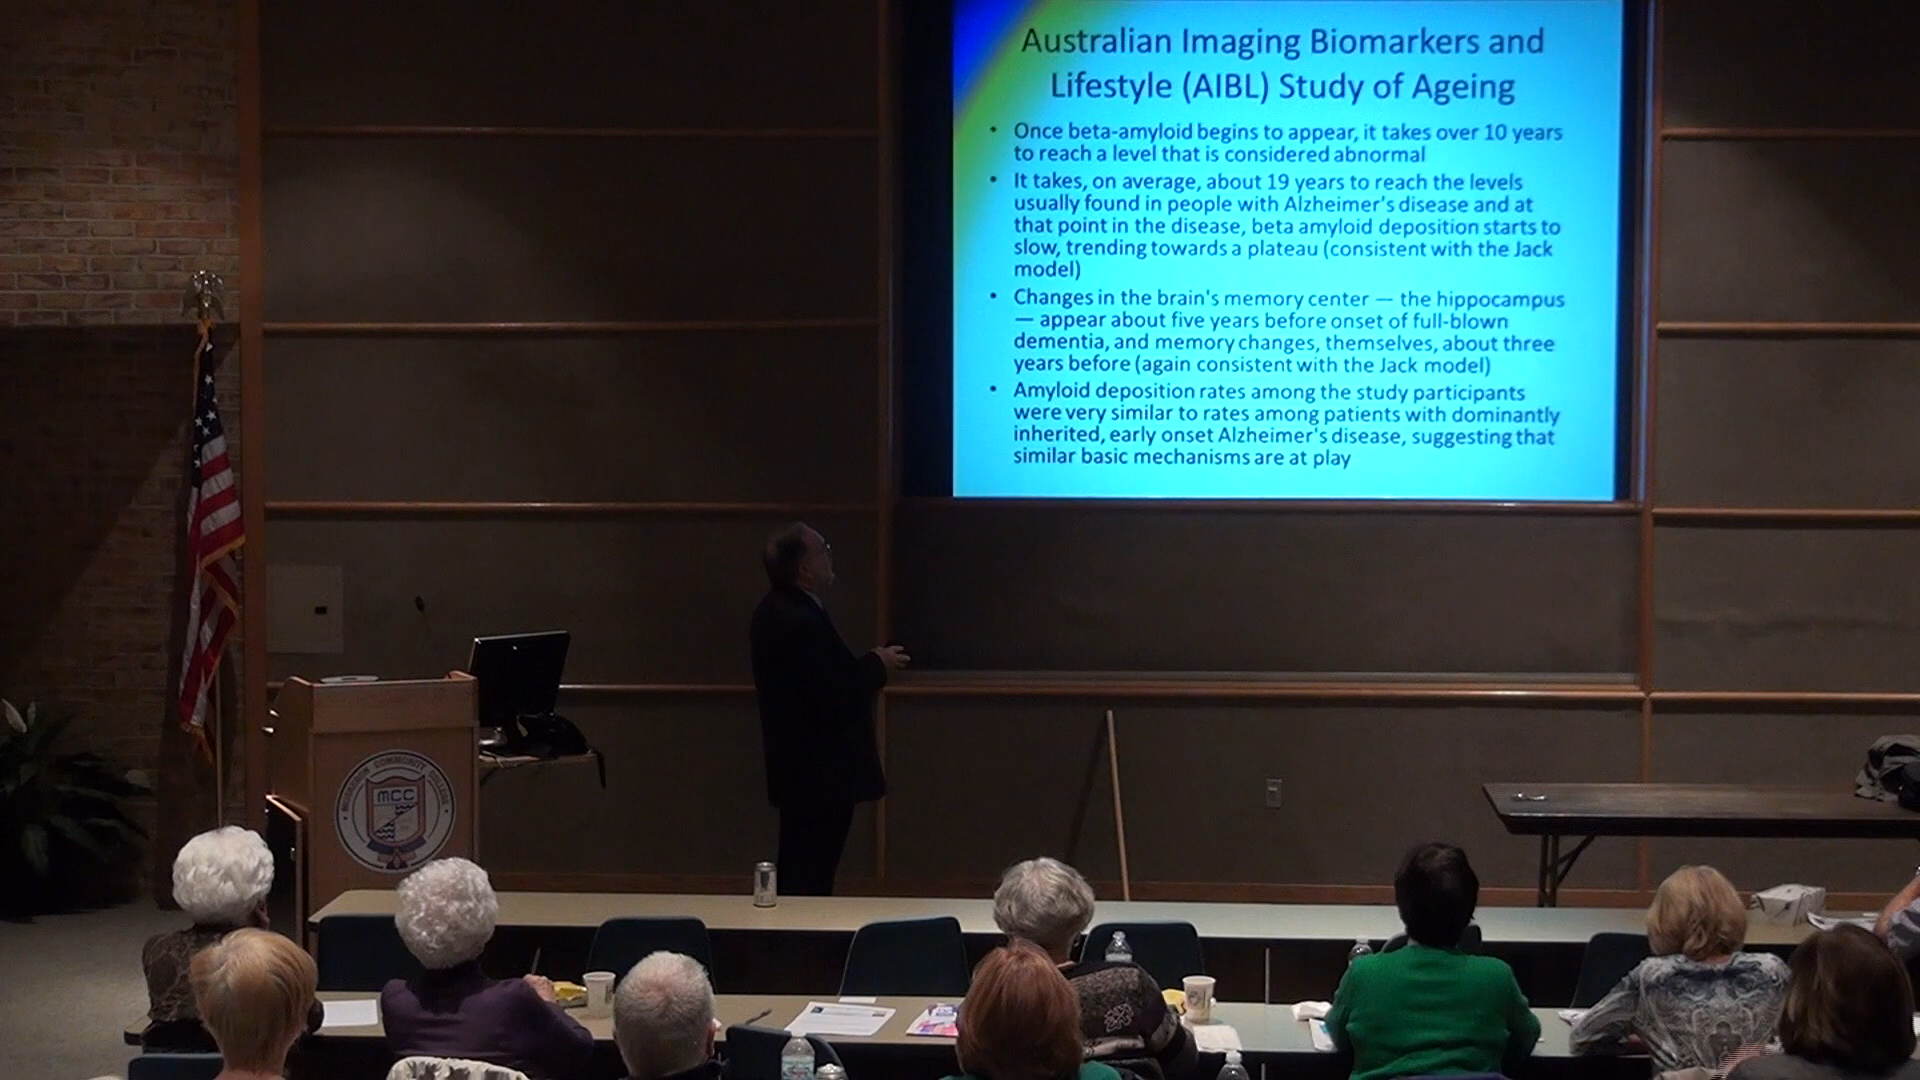 Australian Imaging Biomarkers and
Lifestyle (AIBL) Study of Ageing
• Once beta-amyloid begins to appear, it takes over 10 years
to reach a level that is considered abnormal
• It takes, on average, about 19 years to reach the levels
usually found in people with Alzheimer's disease and at
that point in the disease, beta amyloid deposition starts to
slow, trending towards a plateau (consistent with the Jack
model)
• Changes in the brain's memory center — the hippocampus
— appear about five years before onset of full-blown
dementia, and memory changes, themselves, about three
years before (again consistent with the Jack model)
• Amyloid deposition rates among the study participants
were very similar to rates among patients with dominantly
inherited, early onset Alzheimer's disease, suggesting that
similar basic mechanisms are at play
COMMUNITY COLLEGE
MCC